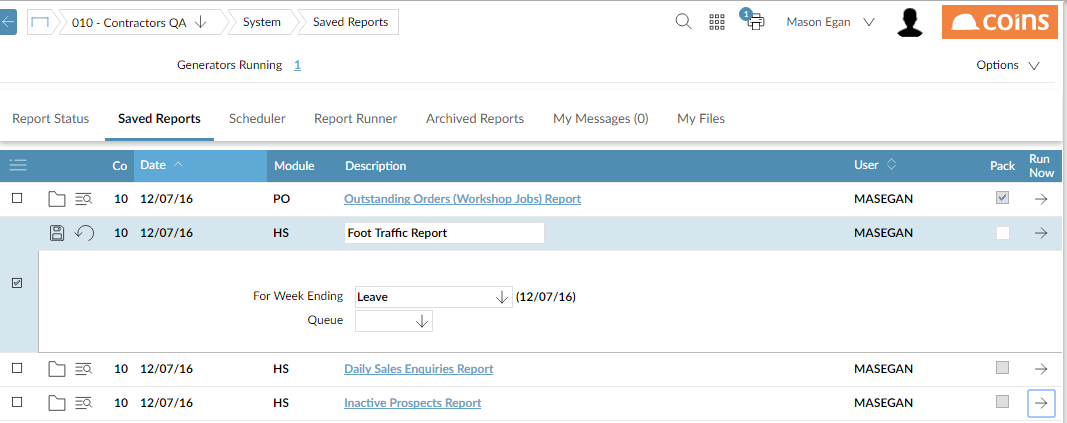 010 - Contractors QA System Saved Reports 1 Mason Egan coins
Generators Running 1 Options
Report Status Saved Reports Scheduler Report Runner Archived Reports My Messages (0) My Files
Co Date Module Description User Pack Run Now
10 12/07/16 PO Outstanding Orders (Workshop Jobs) Report MASEGAN
10 12/07/16 HS Foot Traffic Report MASEGAN
For Week Ending Leave (12/07/16)
Queue
10 12/07/16 HS Daily Sales Enquiries Report MASEGAN
10 12/07/16 HS Inactive Prospects Report MASEGAN